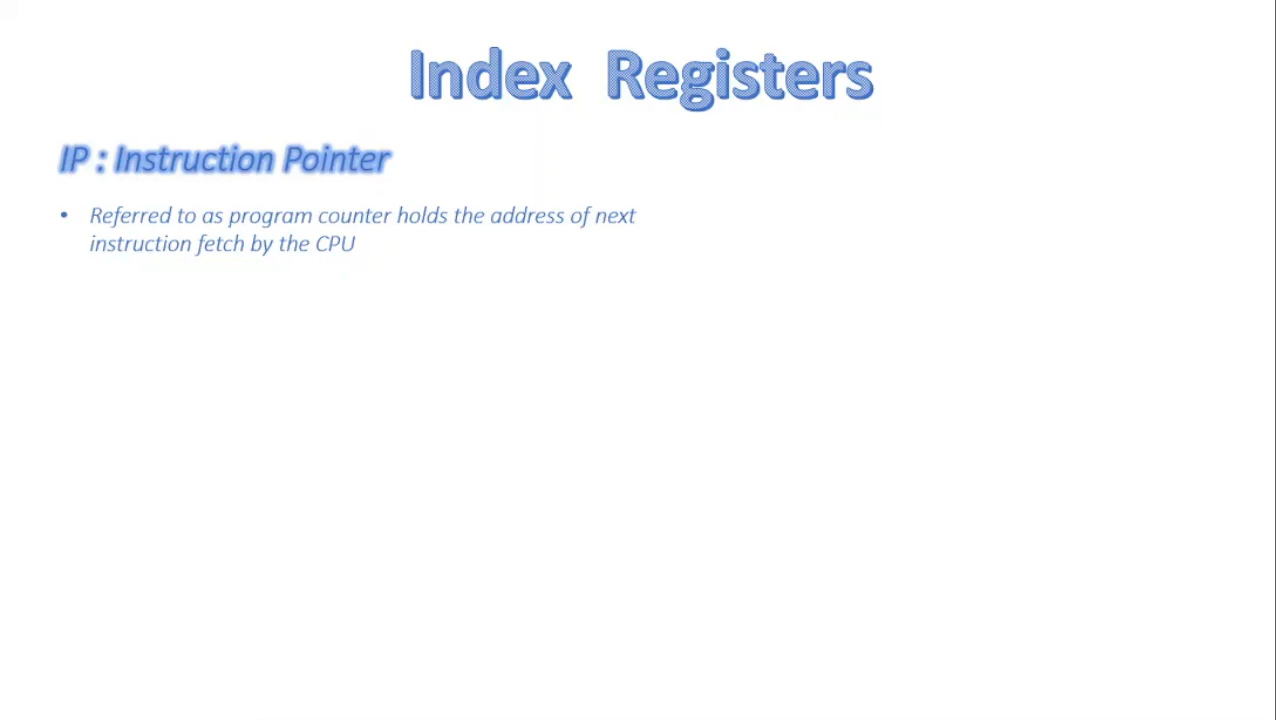 Index Registers
IP : Instruction Pointer
• Referred to as program counter holds the address of next
instruction fetch by the CPU